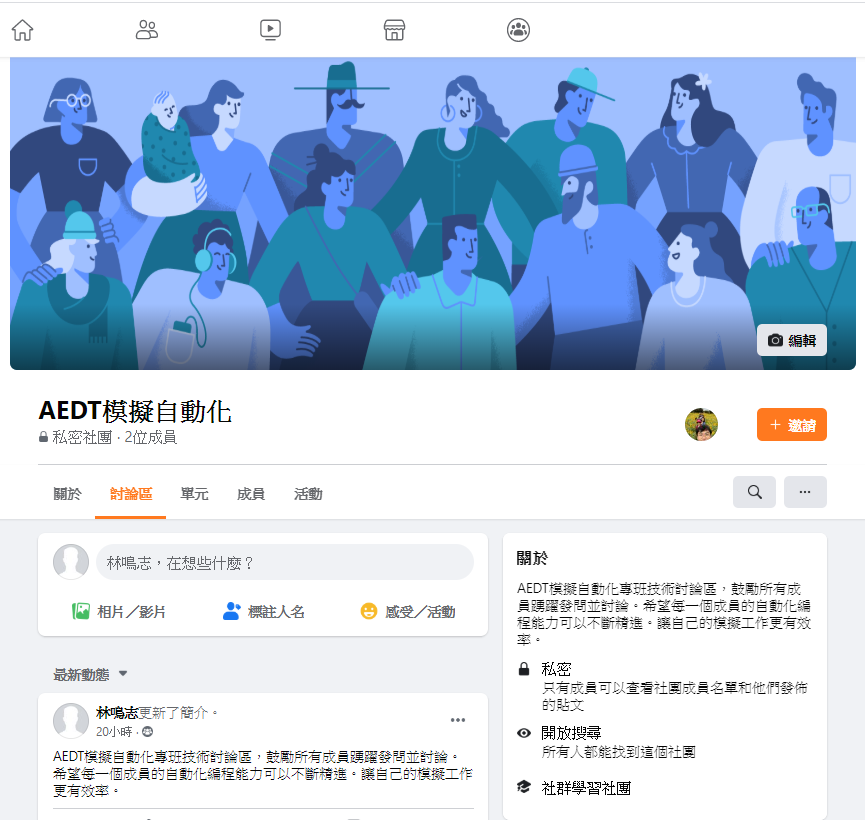 編輯
AEDT模擬自動化
私密社團 · 2位成員
+ 邀請
關於
討論區
單元
成員
活動
林鳴志，在想些什麼？
相片／影片
標註人名
感受／活動
最新動態
林鳴志更新了簡介。
20小時 ·
AEDT模擬自動化專班技術討論區，鼓勵所有成員踴躍發問並討論。
希望每一個成員的自動化編程能力可以不斷精進。讓自己的模擬工作
更有效率。
關於
AEDT模擬自動化專班技術討論區，鼓勵所有成
員踴躍發問並討論。希望每一個成員的自動化編
程能力可以不斷精進。讓自己的模擬工作更有效
率。
私密
只有成員可以查看社團成員名單和他們發佈
的貼文
開放搜尋
所有人都能找到這個社團
社群學習社團